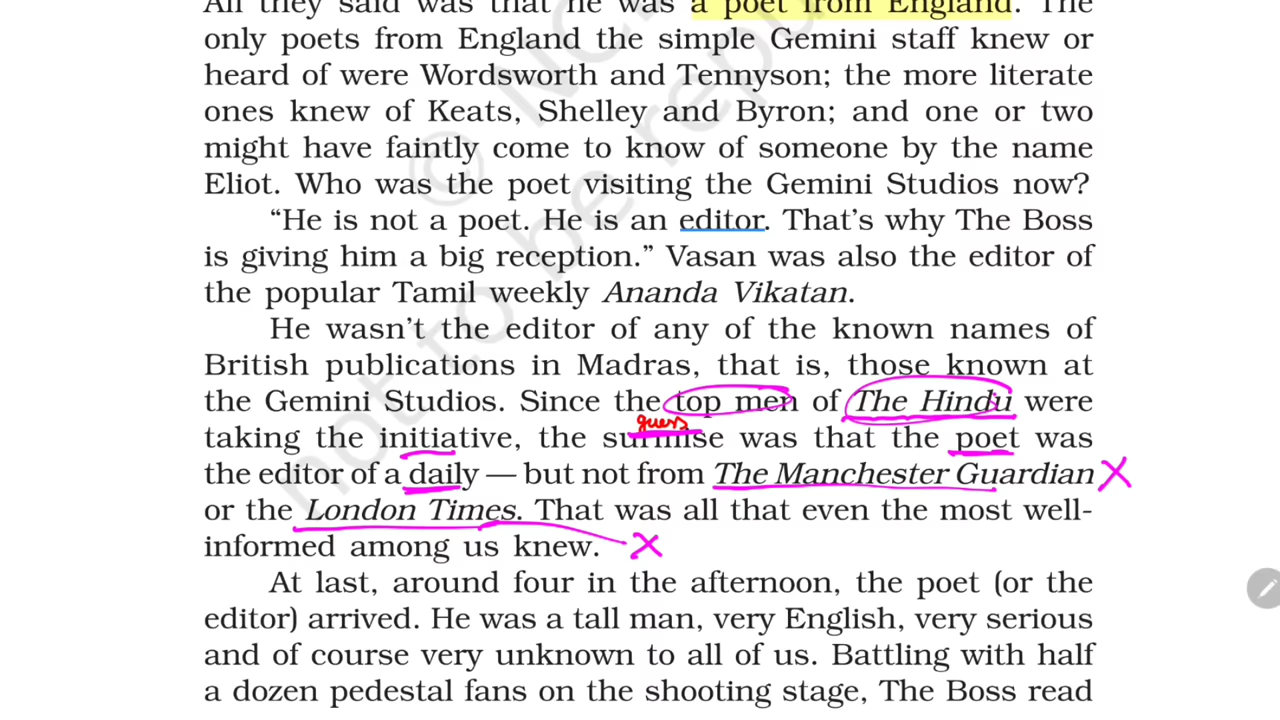 All they said was that he was a poet from England. The
only poets from England the simple Gemini staff knew or
heard of were Wordsworth and Tennyson; the more literate
ones knew of Keats, Shelley and Byron; and one or two
might have faintly come to know of someone by the name
Eliot. Who was the poet visiting the Gemini Studios now?
“He is not a poet. He is an editor. That’s why The Boss
is giving him a big reception.” Vasan was also the editor of
the popular Tamil weekly Ananda Vikatan.
He wasn’t the editor of any of the known names of
British publications in Madras, that is, those known at
the Gemini Studios. Since the top men of The Hindu were
guess
taking the initiative, the surmise was that the poet was
the editor of a daily — but not from The Manchester Guardian
or the London Times. That was all that even the most well-
informed among us knew.
At last, around four in the afternoon, the poet (or the
editor) arrived. He was a tall man, very English, very serious
and of course very unknown to all of us. Battling with half
a dozen pedestal fans on the shooting stage, The Boss read